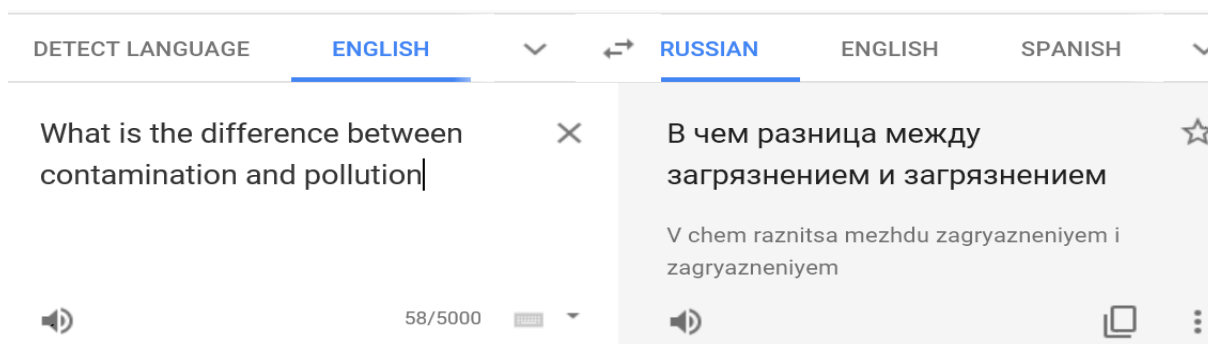 DETECT LANGUAGE ENGLISH RUSSIAN ENGLISH SPANISH
What is the difference between
contamination and pollution
58/5000
В чем разница между
загрязнением и загрязнением
V chem raznitsa mezhdu zagryazneniyem i
zagryazneniyem